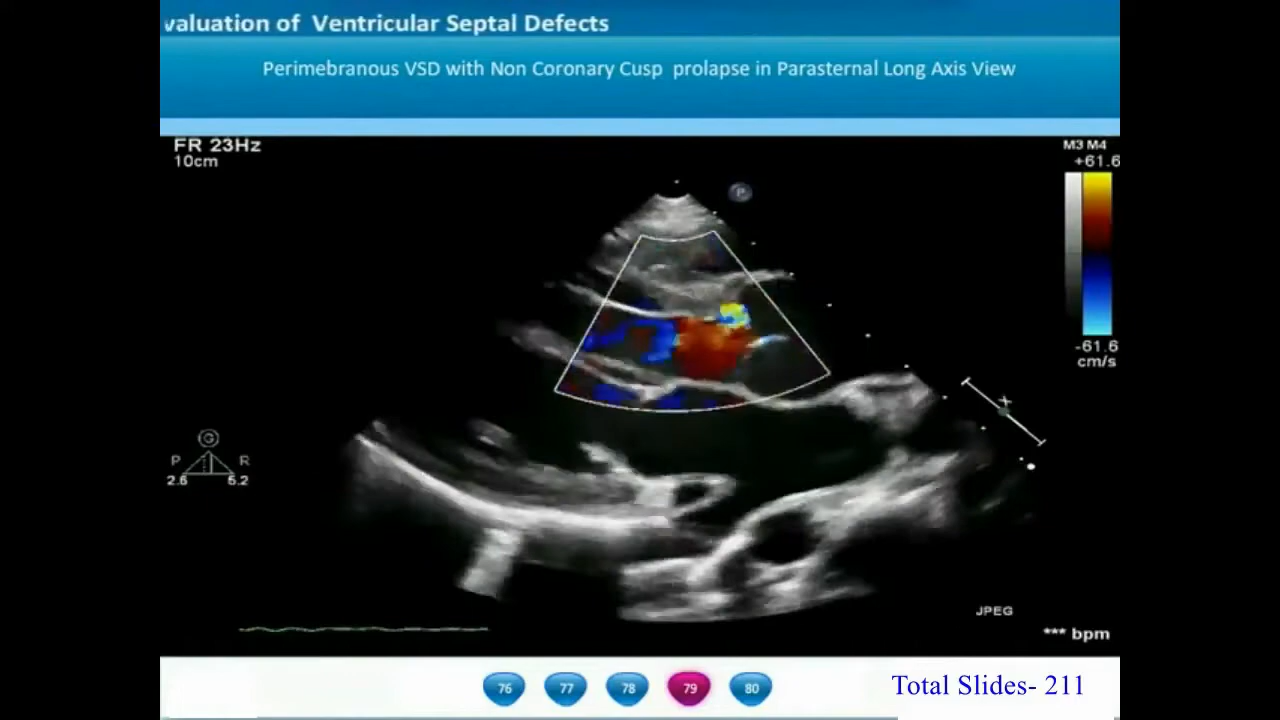 valuation of Ventricular Septal Defects
Perimebranous VSD with Non Coronary Cusp prolapse in Parasternal Long Axis View
FR 23Hz
10cm
M3 M4
+61.6
P
-61.6
cm/s
G
P R
2.6 5.2
JPEG
*** bpm
76 77 78 79 80
Total Slides- 211